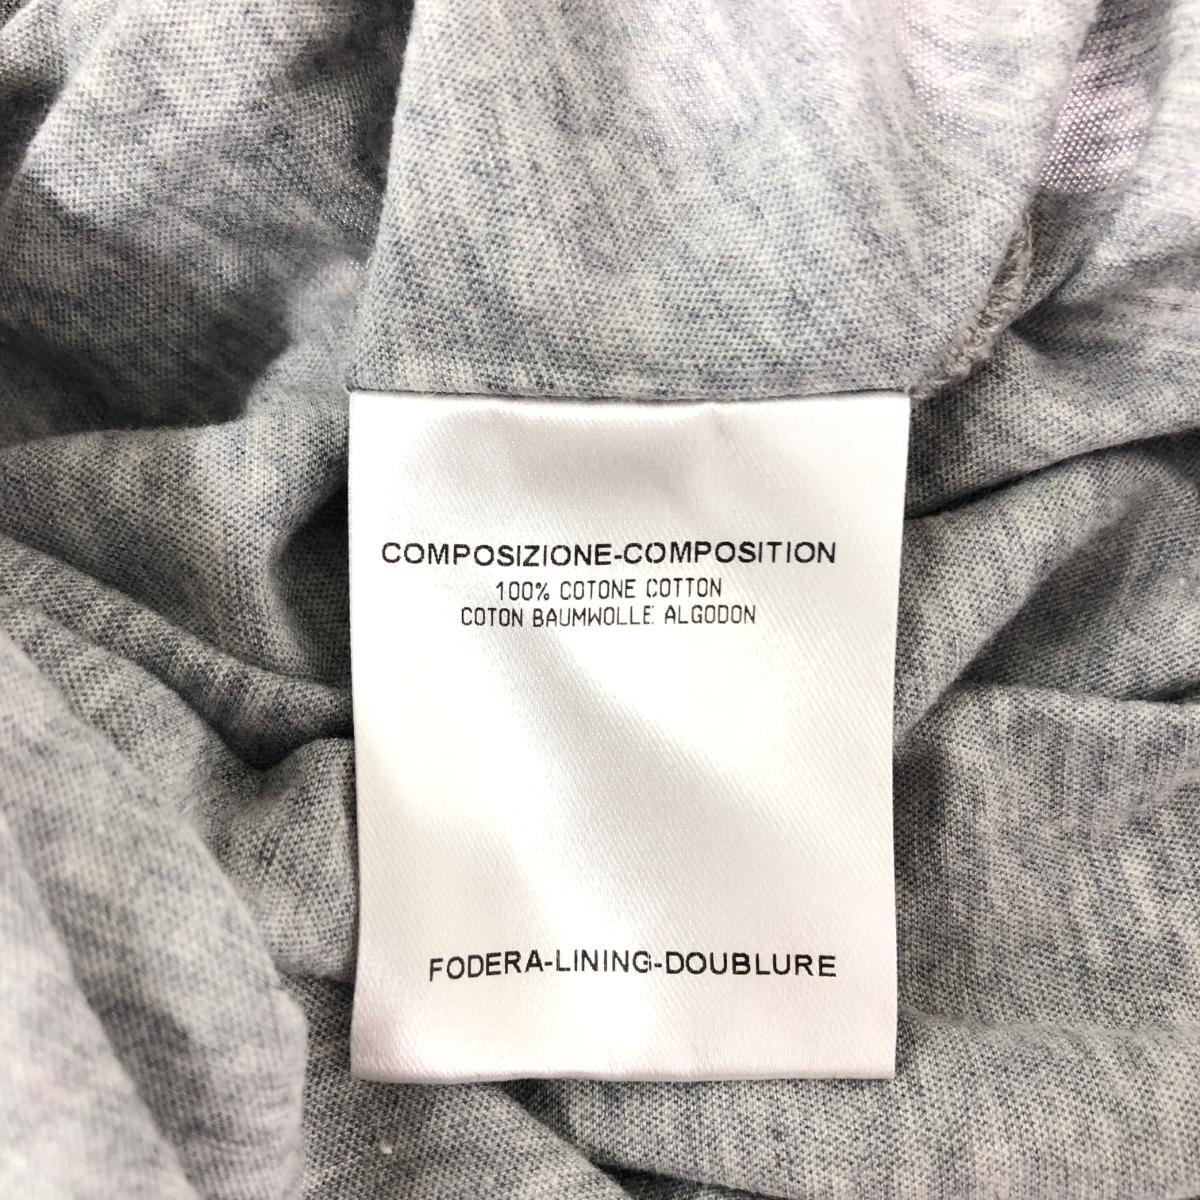 COMPOSIZIONE-COMPOSITION
100% COTONE COTTON
COTON BAUMWOLLE ALGODON
FODERA-LINING-DOUBLURE